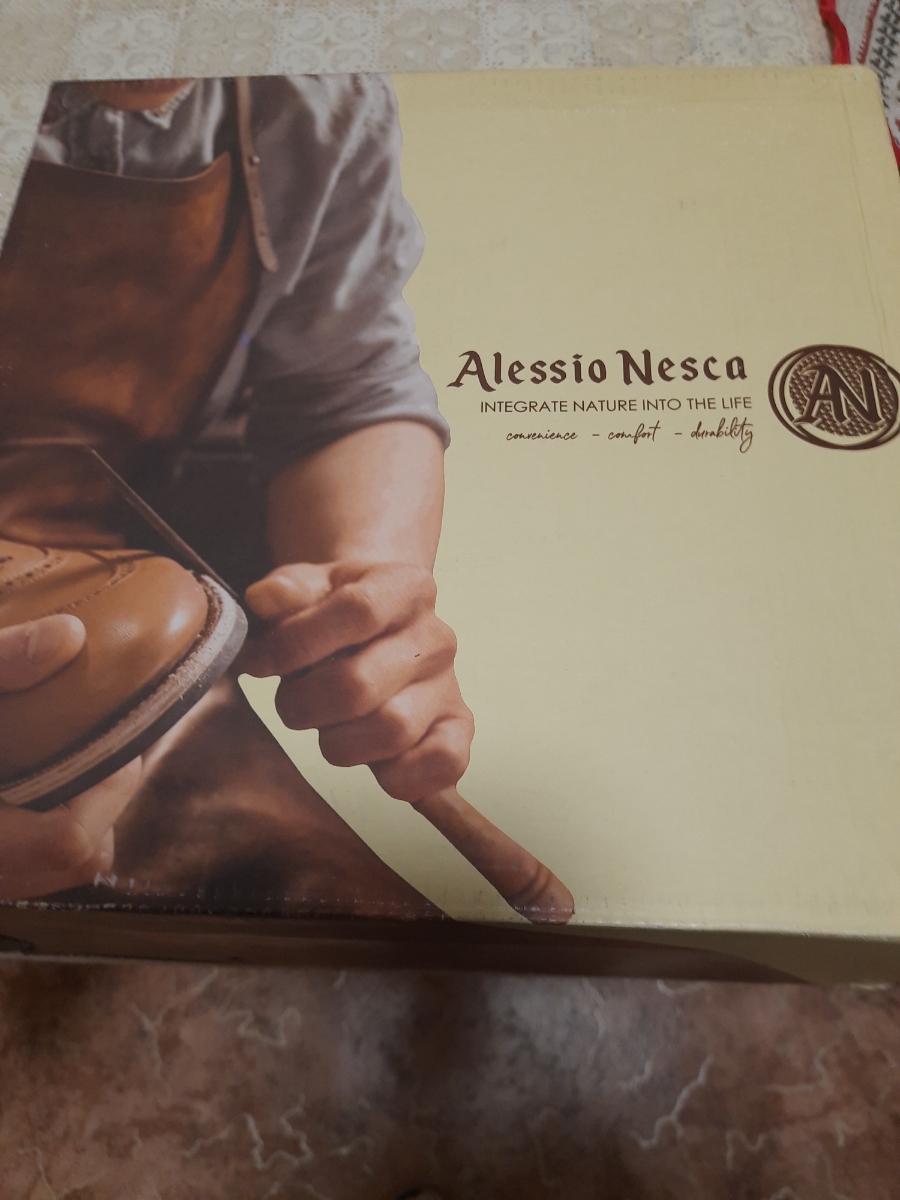 Alessio Nesca
INTEGRATE NATURE INTO THE LIFE
convenience - comfort - durability
AN